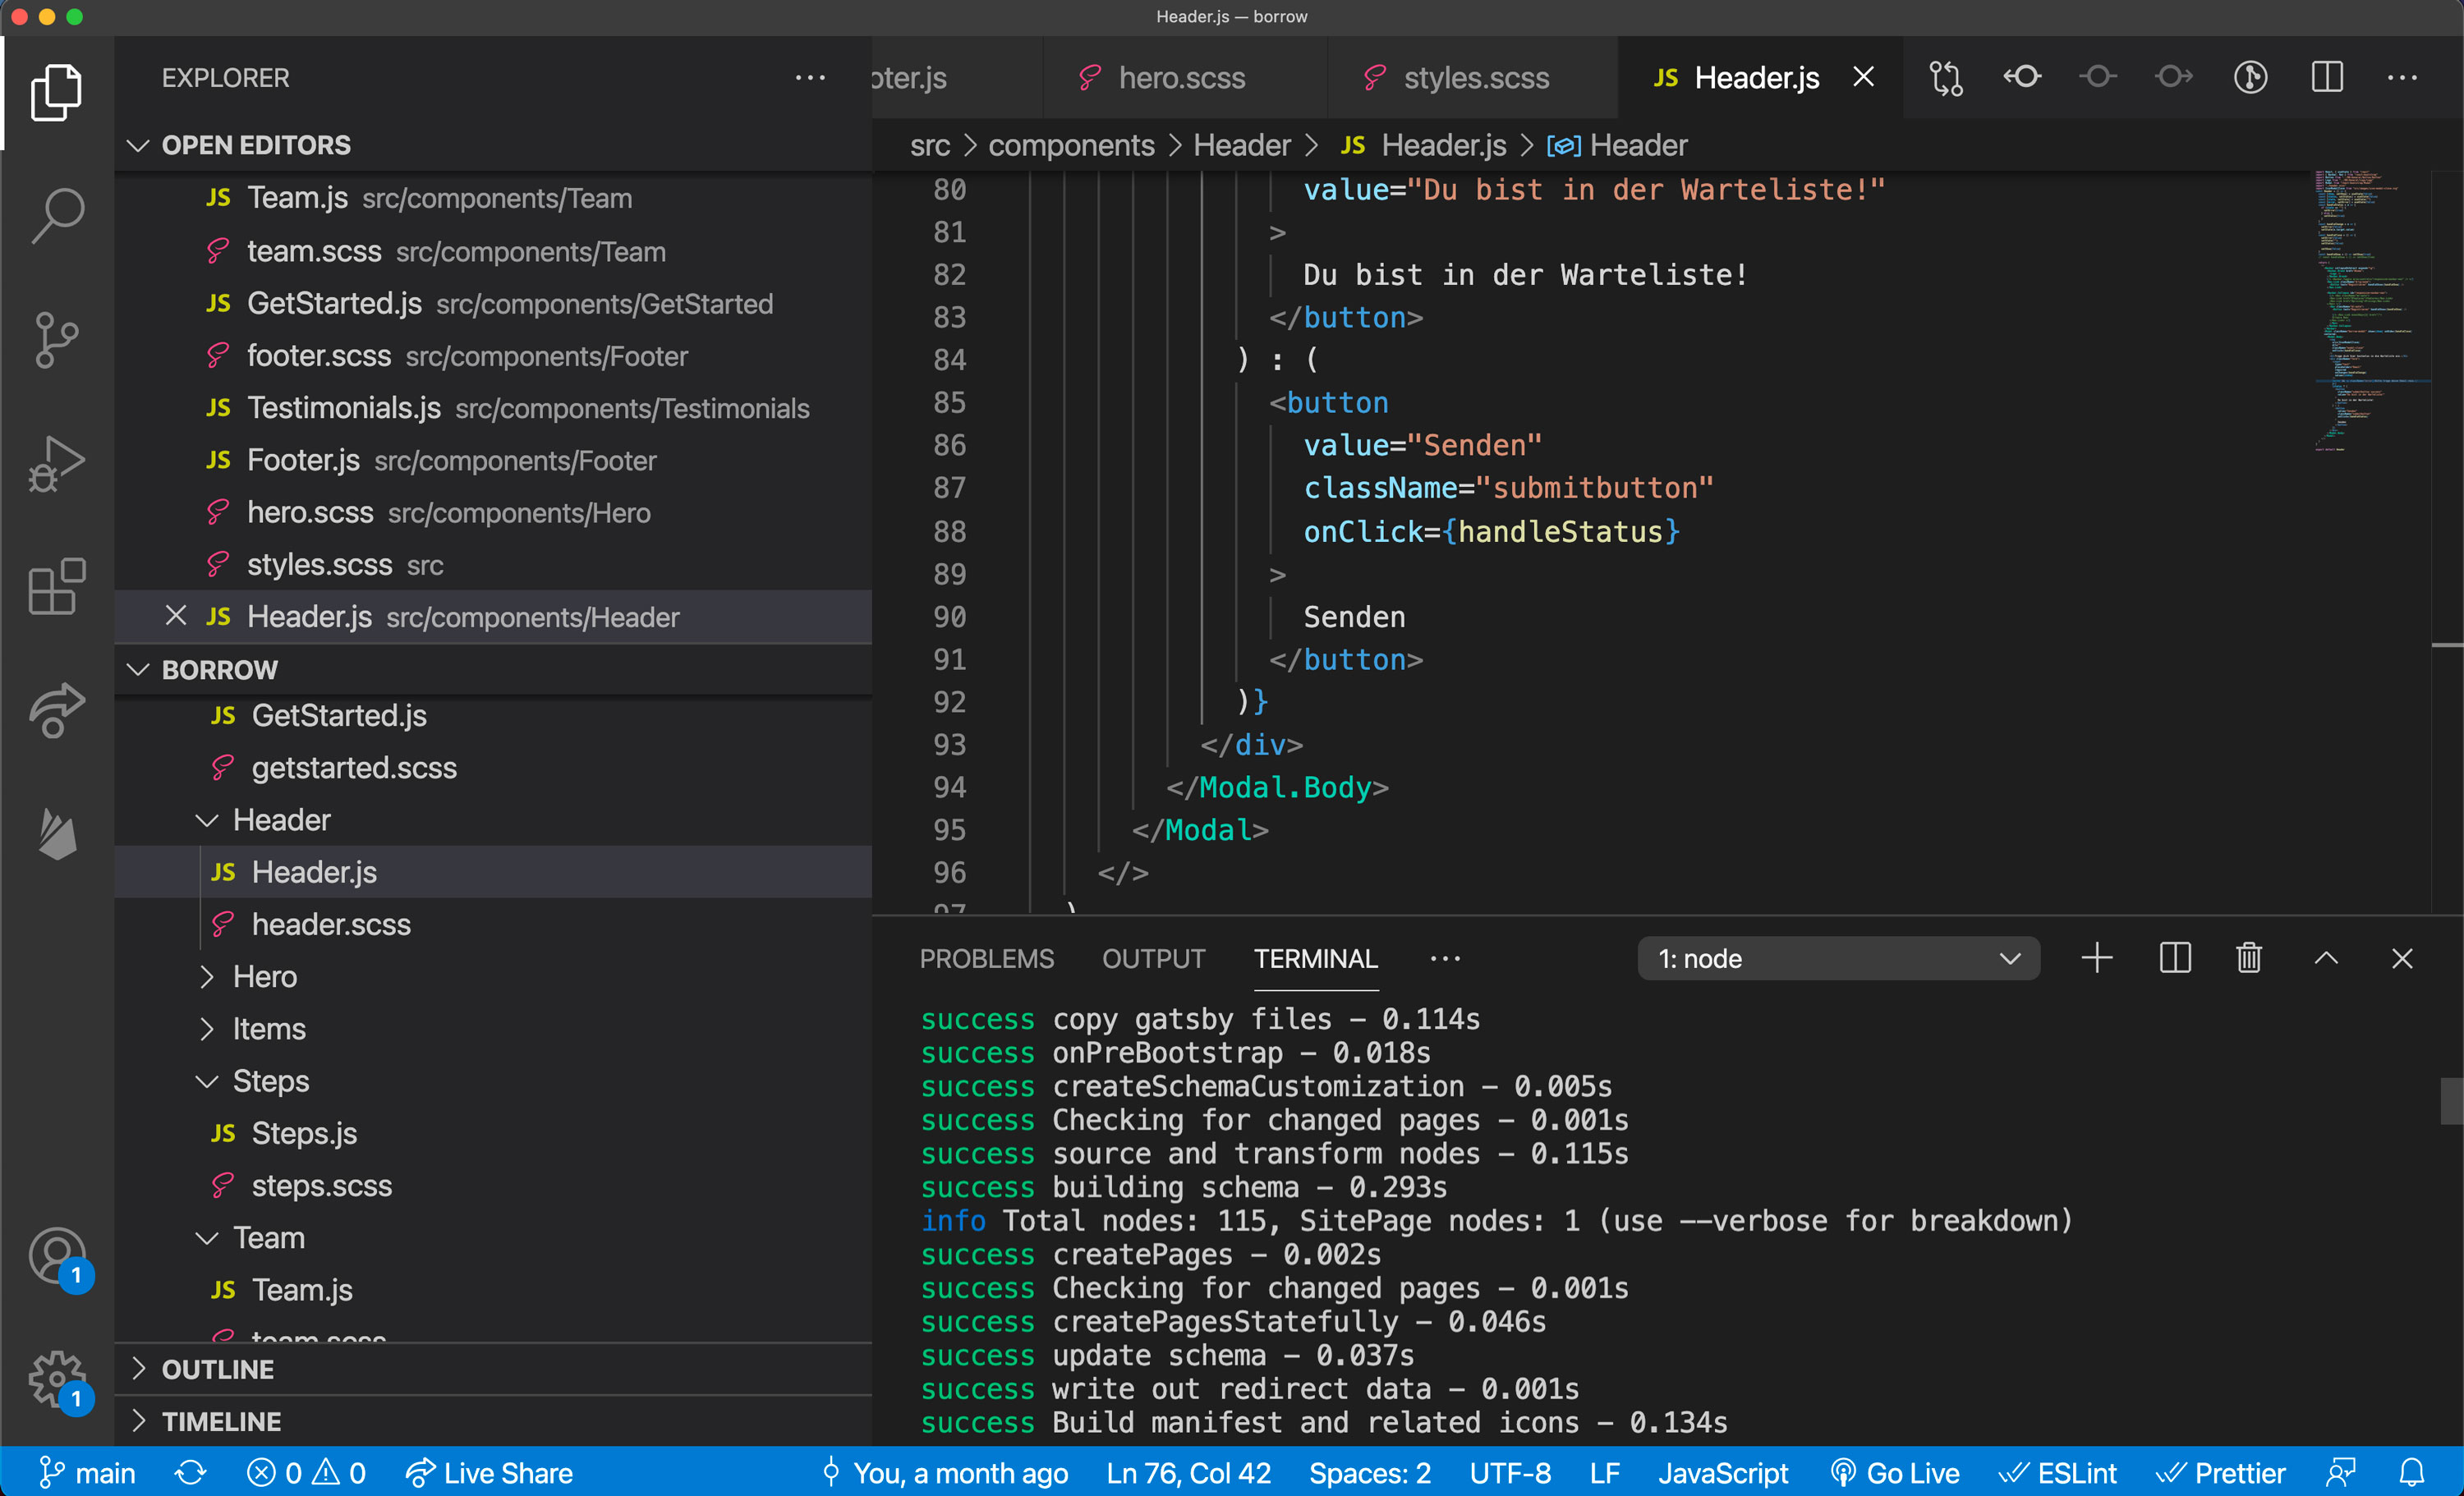 Header.js — borrow
EXPLORER
OPEN EDITORS
JS Team.js src/components/Team
team.scss src/components/Team
JS GetStarted.js src/components/GetStarted
footer.scss src/components/Footer
JS Testimonials.js src/components/Testimonials
JS Footer.js src/components/Footer
hero.scss src/components/Hero
styles.scss src
JS Header.js src/components/Header
BORROW
JS GetStarted.js
getstarted.scss
Header
JS Header.js
header.scss
Hero
Items
Steps
JS Steps.js
steps.scss
Team
JS Team.js
team.scss
OUTLINE
TIMELINE
1
1
oter.js hero.scss styles.scss JS Header.js
src > components > Header > JS Header.js > Header
80 value="Du bist in der Warteliste!"
81 >
82 Du bist in der Warteliste!
83 </button>
84 ) : (
85 <button
86 value="Senden"
87 className="submitbutton"
88 onClick={handleStatus}
89 >
90 Senden
91 </button>
92 )}
93 </div>
94 </Modal.Body>
95 </Modal>
96 </>
97 )
PROBLEMS OUTPUT TERMINAL 1: node
success copy gatsby files – 0.114s
success onPreBootstrap – 0.018s
success createSchemaCustomization – 0.005s
success Checking for changed pages – 0.001s
success source and transform nodes – 0.115s
success building schema – 0.293s
info Total nodes: 115, SitePage nodes: 1 (use --verbose for breakdown)
success createPages – 0.002s
success Checking for changed pages – 0.001s
success createPagesStatefully – 0.046s
success update schema – 0.037s
success write out redirect data – 0.001s
success Build manifest and related icons – 0.134s
main 0 0 Live Share You, a month ago Ln 76, Col 42 Spaces: 2 UTF-8 LF JavaScript Go Live ESLint Prettier